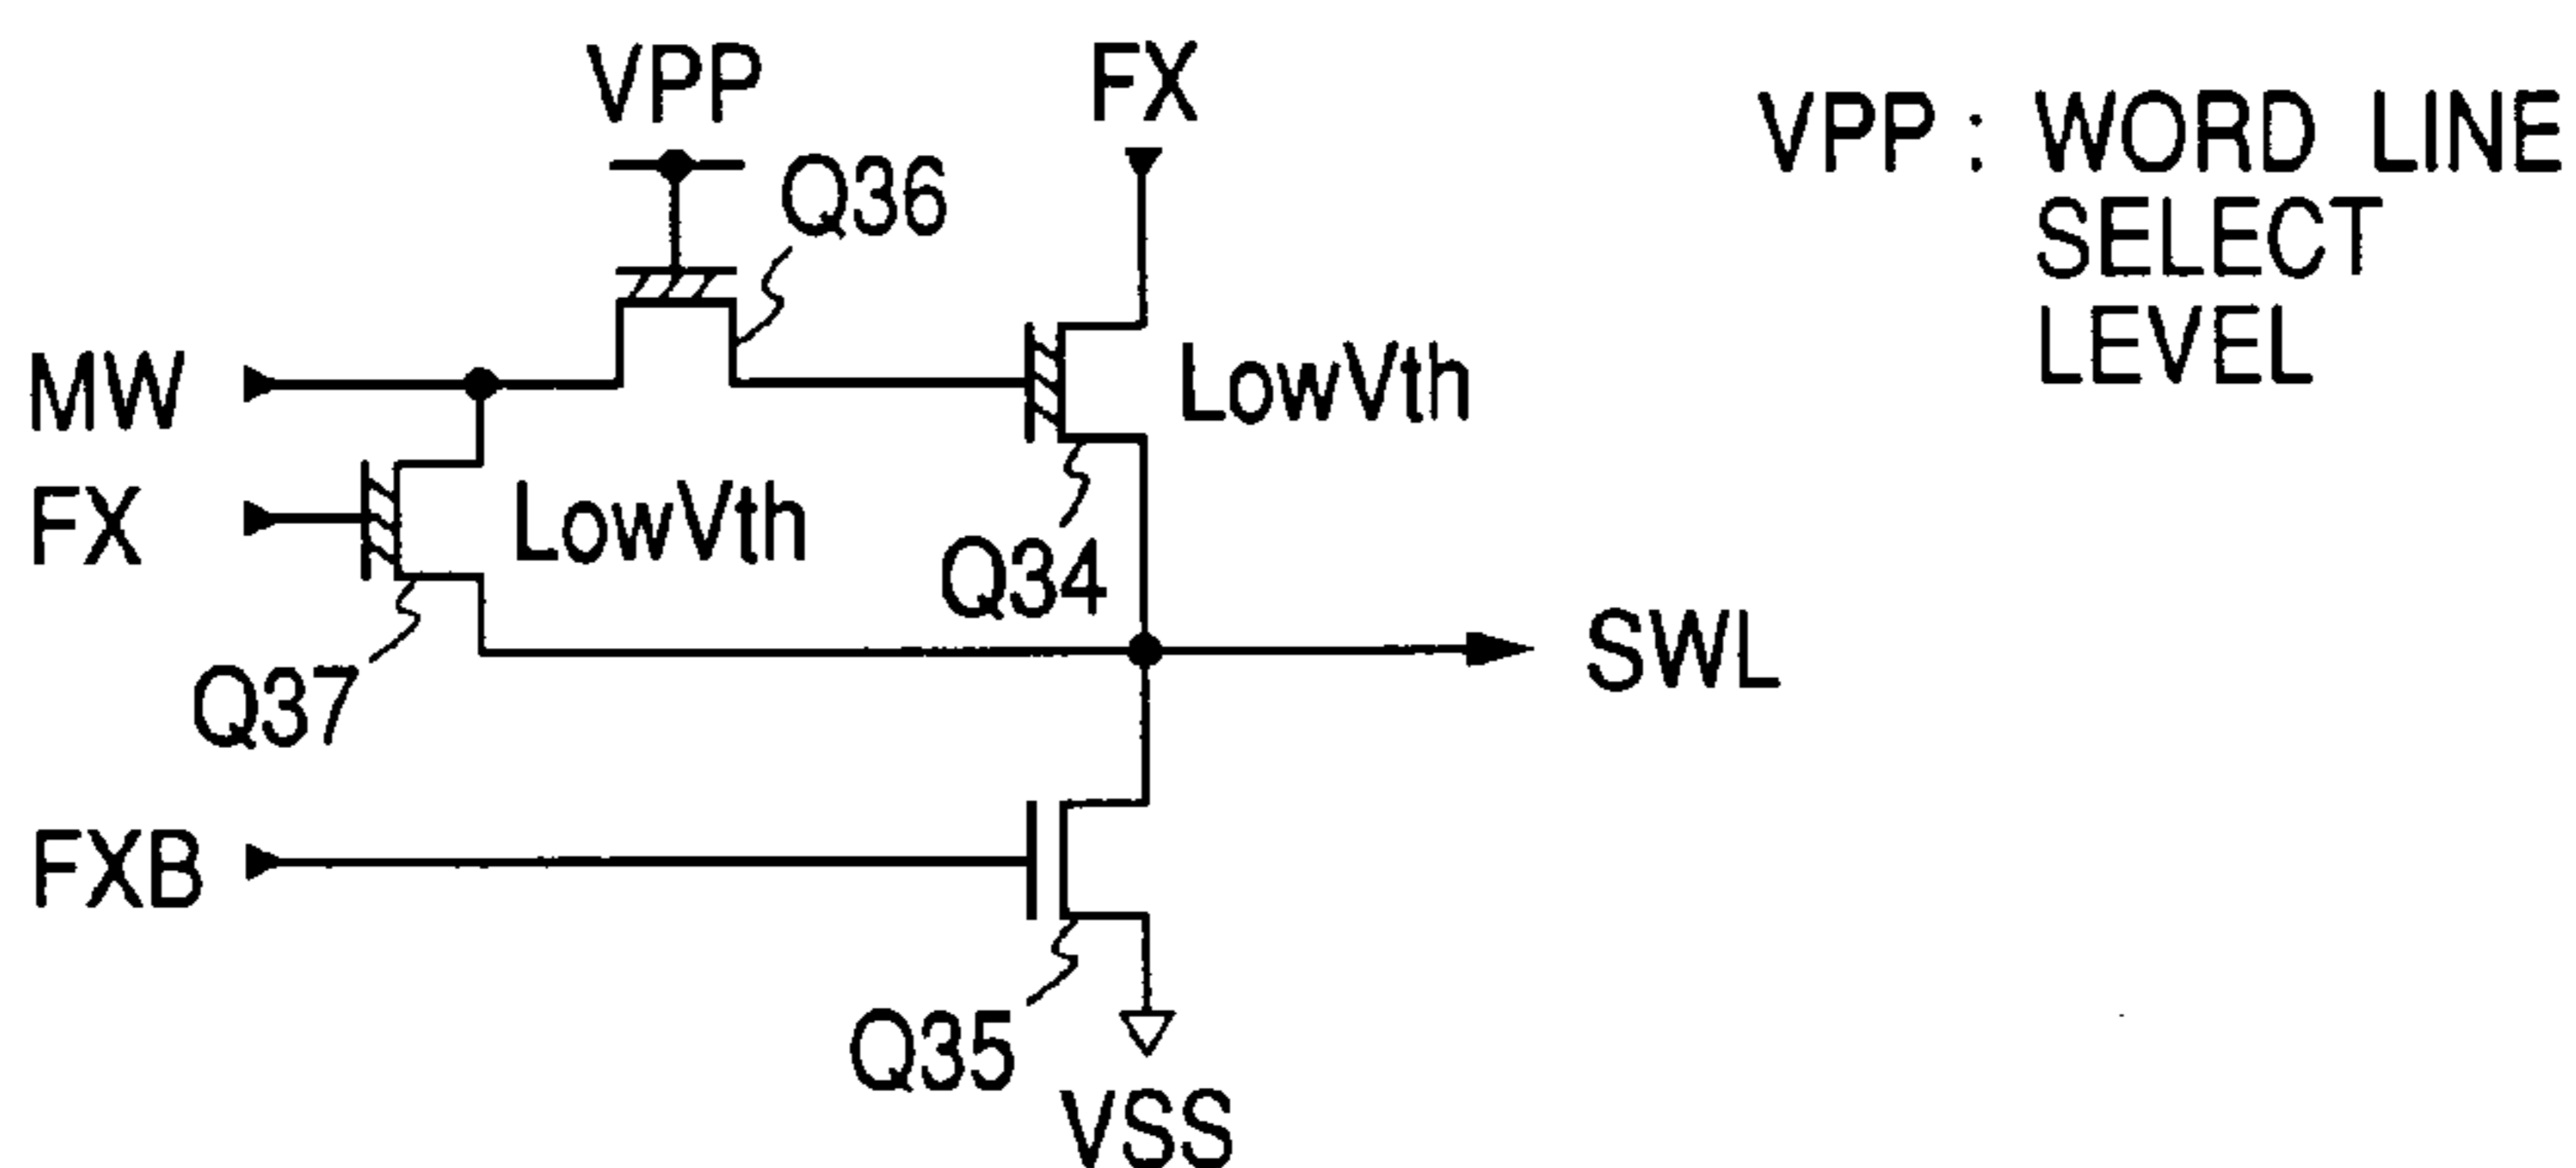 VPP
FX
VPP : WORD LINE
SELECT
LEVEL
Q36
MW
LowVth
FX
LowVth
Q34
SWL
Q37
FXB
Q35
VSS